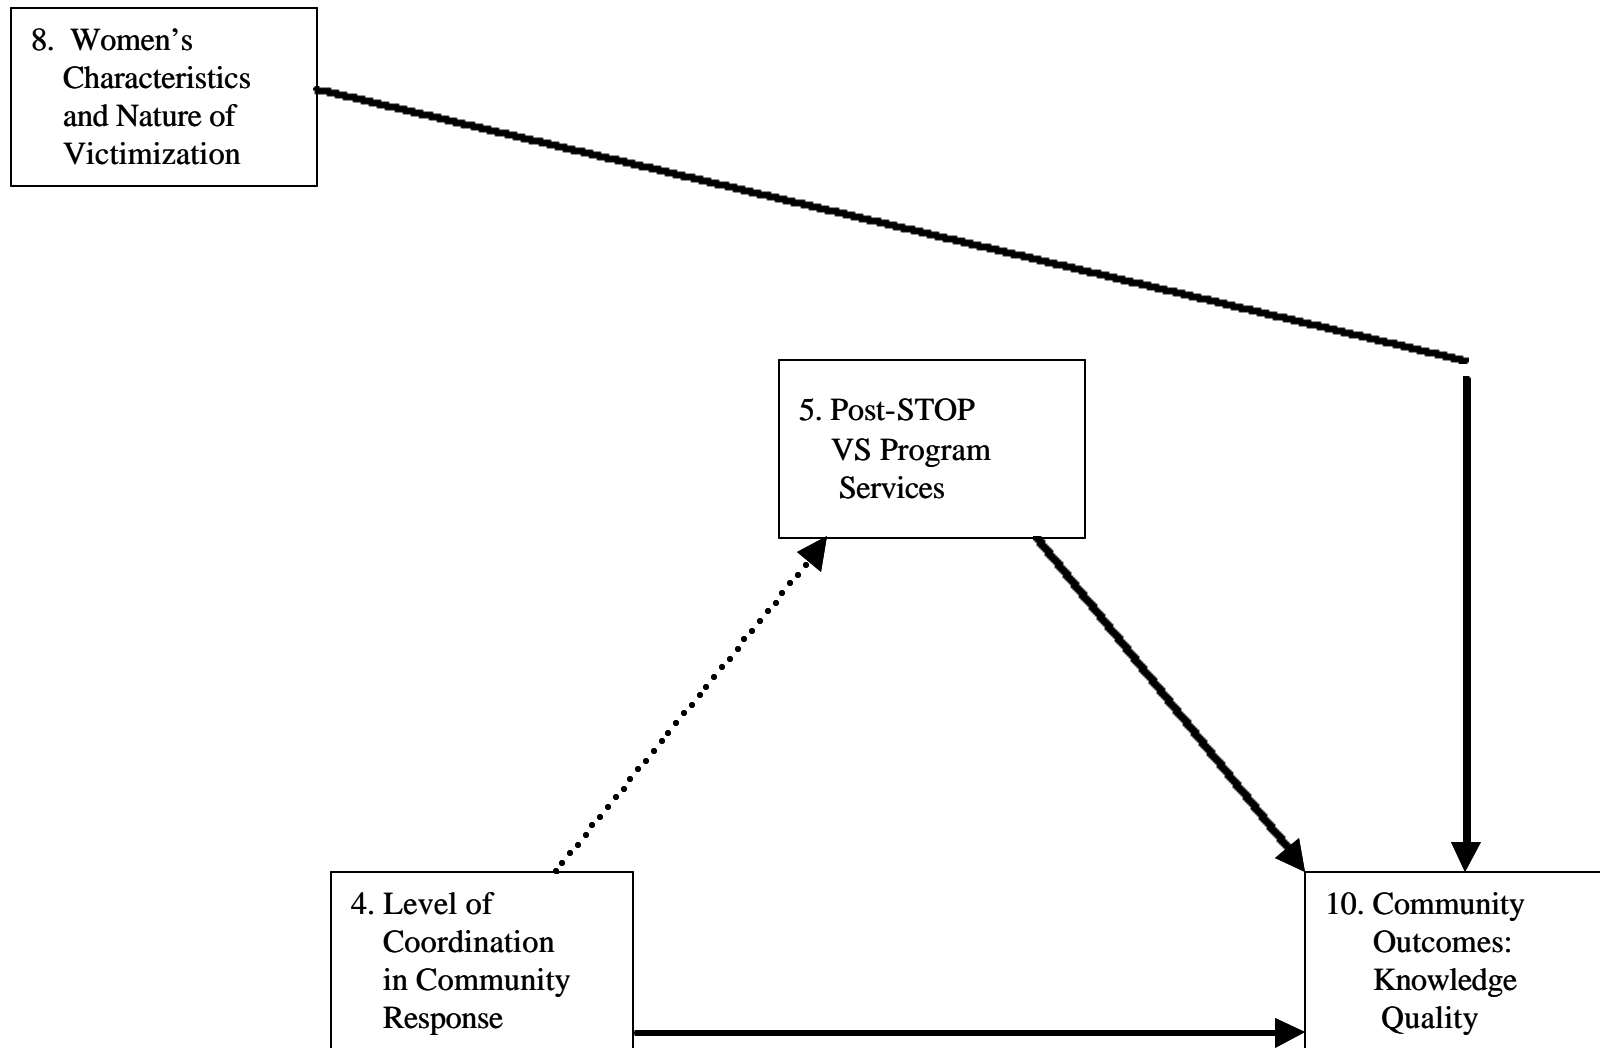 8. Women’s
Characteristics
and Nature of
Victimization
5. Post-STOP
VS Program
Services
4. Level of
Coordination
in Community
Response
10. Community
Outcomes:
Knowledge
Quality